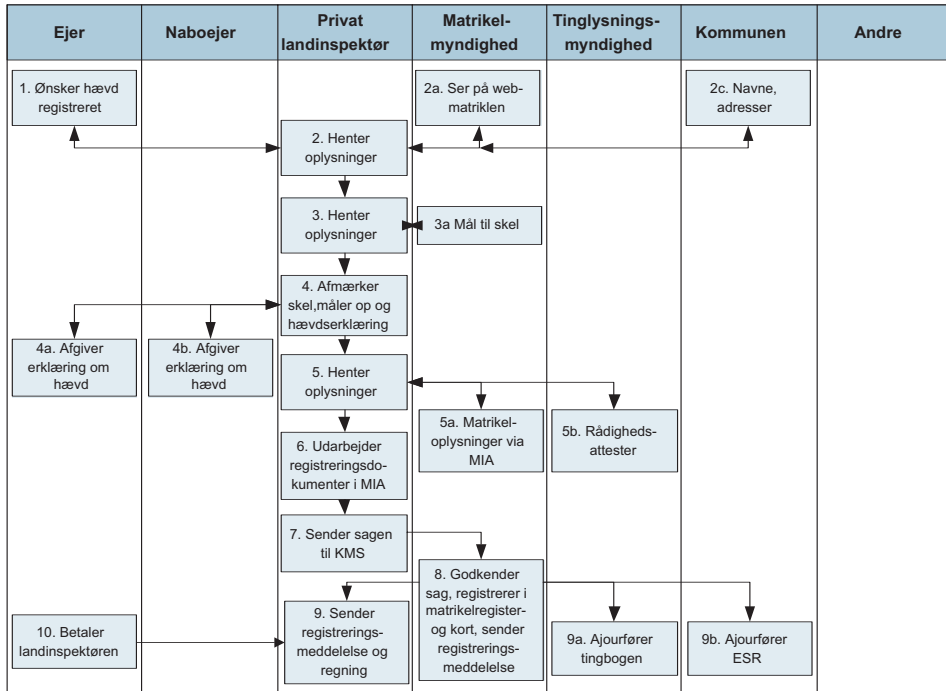 Ejer
Naboejer
Privat
landinspektør
Matrikel-
myndighed
Tinglysnings-
myndighed
Kommunen
Andre
1. Ønsker hævd
registreret
2a. Ser på web-
matriklen
2c. Navne,
adresser
2. Henter
oplysninger
3. Henter
oplysninger
3a Mål til skel
4. Afmærker
skel,måler op og
hævdserklæring
4a. Afgiver
erklæring om
hævd
4b. Afgiver
erklæring om
hævd
5. Henter
oplysninger
5a. Matrikel-
oplysninger via
MIA
5b. Rådigheds-
attester
6. Udarbejder
registreringsdo-
kumenter i MIA
7. Sender sagen
til KMS
8. Godkender
sag, registrerer i
matrikelregister-
og kort, sender
registrerings-
meddelelse
9. Sender
registrerings-
meddelelse og
regning
10. Betaler
landinspektøren
9a. Ajourfører
tingbogen
9b. Ajourfører
ESR